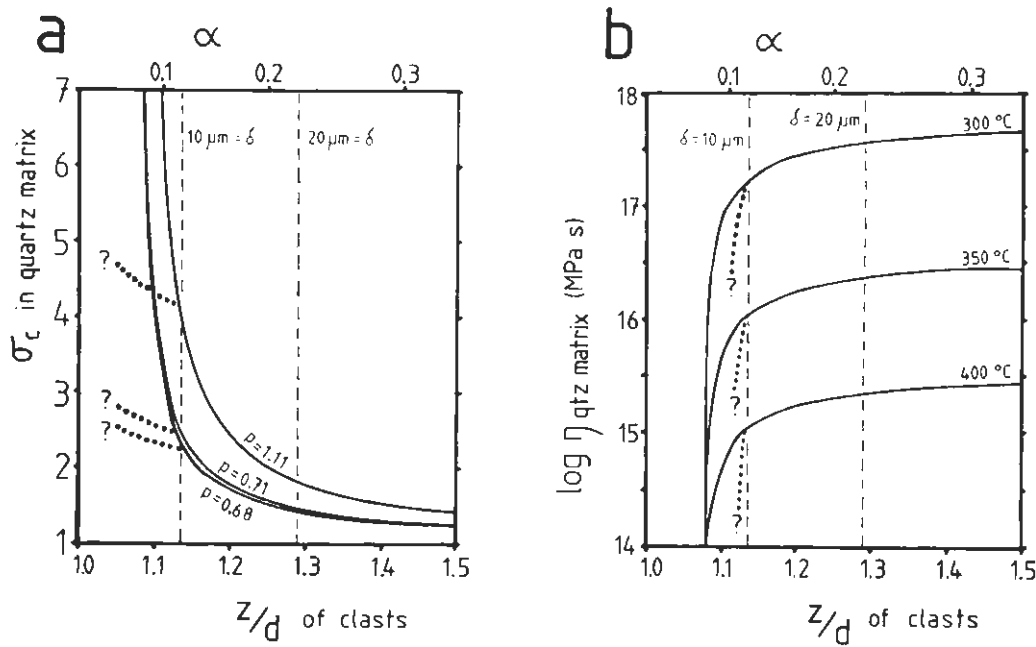 a
α
0.1 0.2 0.3
7
10 μm = δ 20 μm = δ
6
5
?
4
3
?
?
2
1
p=1.11
p=0.71
p=0.68
σc in quartz matrix
1.0 1.1 1.2 1.3 1.4 1.5
z/d of clasts
b
α
0.1 0.2 0.3
18
δ = 20 μm
δ = 10 μm
300 °C
17
?
350 °C
16
?
400 °C
15
?
14
log η qtz matrix (MPa s)
1.0 1.1 1.2 1.3 1.4 1.5
z/d of clasts